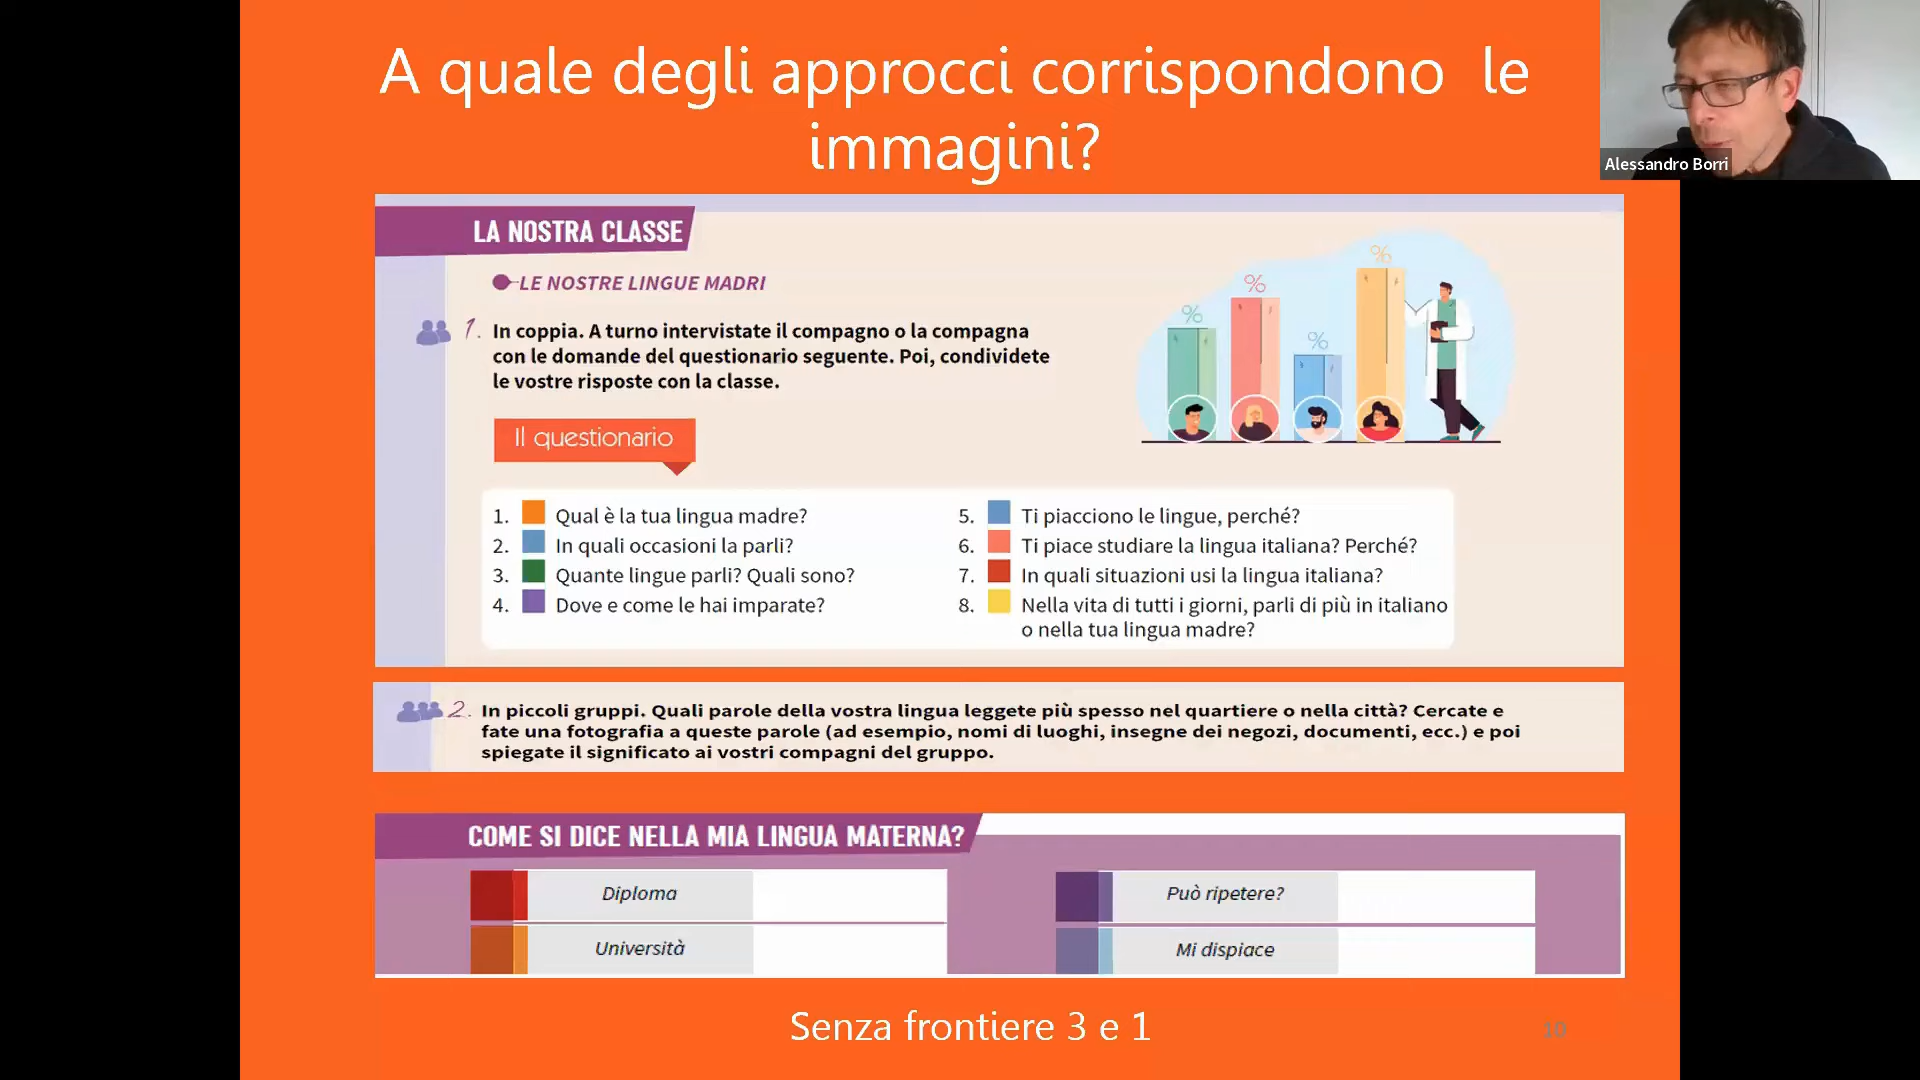 A quale degli approcci corrispondono le
immagini?
Alessandro Borri
LA NOSTRA CLASSE
LE NOSTRE LINGUE MADRI
1. In coppia. A turno intervistate il compagno o la compagna
con le domande del questionario seguente. Poi, condividete
le vostre risposte con la classe.
% % % %
Il questionario
1. Qual è la tua lingua madre?
2. In quali occasioni la parli?
3. Quante lingue parli? Quali sono?
4. Dove e come le hai imparate?
5. Ti piacciono le lingue, perché?
6. Ti piace studiare la lingua italiana? Perché?
7. In quali situazioni usi la lingua italiana?
8. Nella vita di tutti i giorni, parli di più in italiano
o nella tua lingua madre?
2. In piccoli gruppi. Quali parole della vostra lingua leggete più spesso nel quartiere o nella città? Cercate e
fate una fotografia a queste parole (ad esempio, nomi di luoghi, insegne dei negozi, documenti, ecc.) e poi
spiegate il significato ai vostri compagni del gruppo.
COME SI DICE NELLA MIA LINGUA MATERNA?
Diploma
Università
Può ripetere?
Mi dispiace
Senza frontiere 3 e 1
10